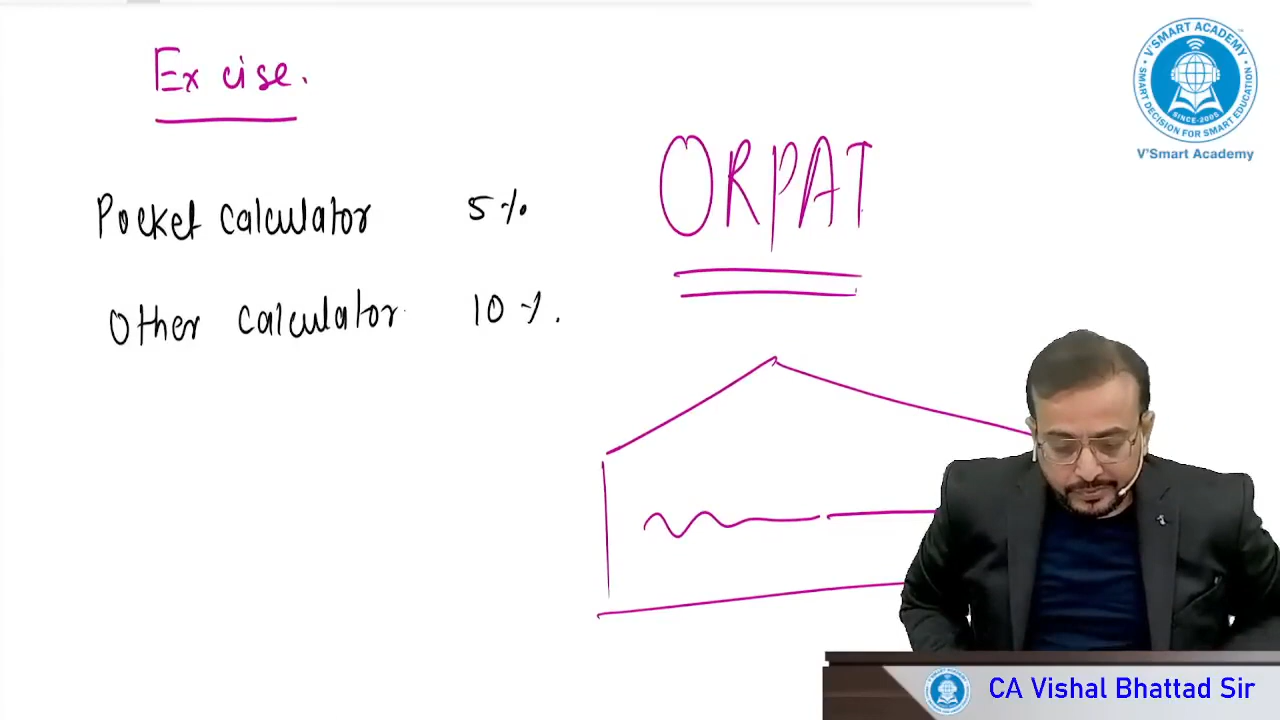 Excise.
ORPAT
Pocket calculator 5%
Other calculator 10%.
V'SMART ACADEMY
SMART DECISION FOR SMART EDUCATION
SINCE-2005
V'Smart Academy
CA Vishal Bhattad Sir